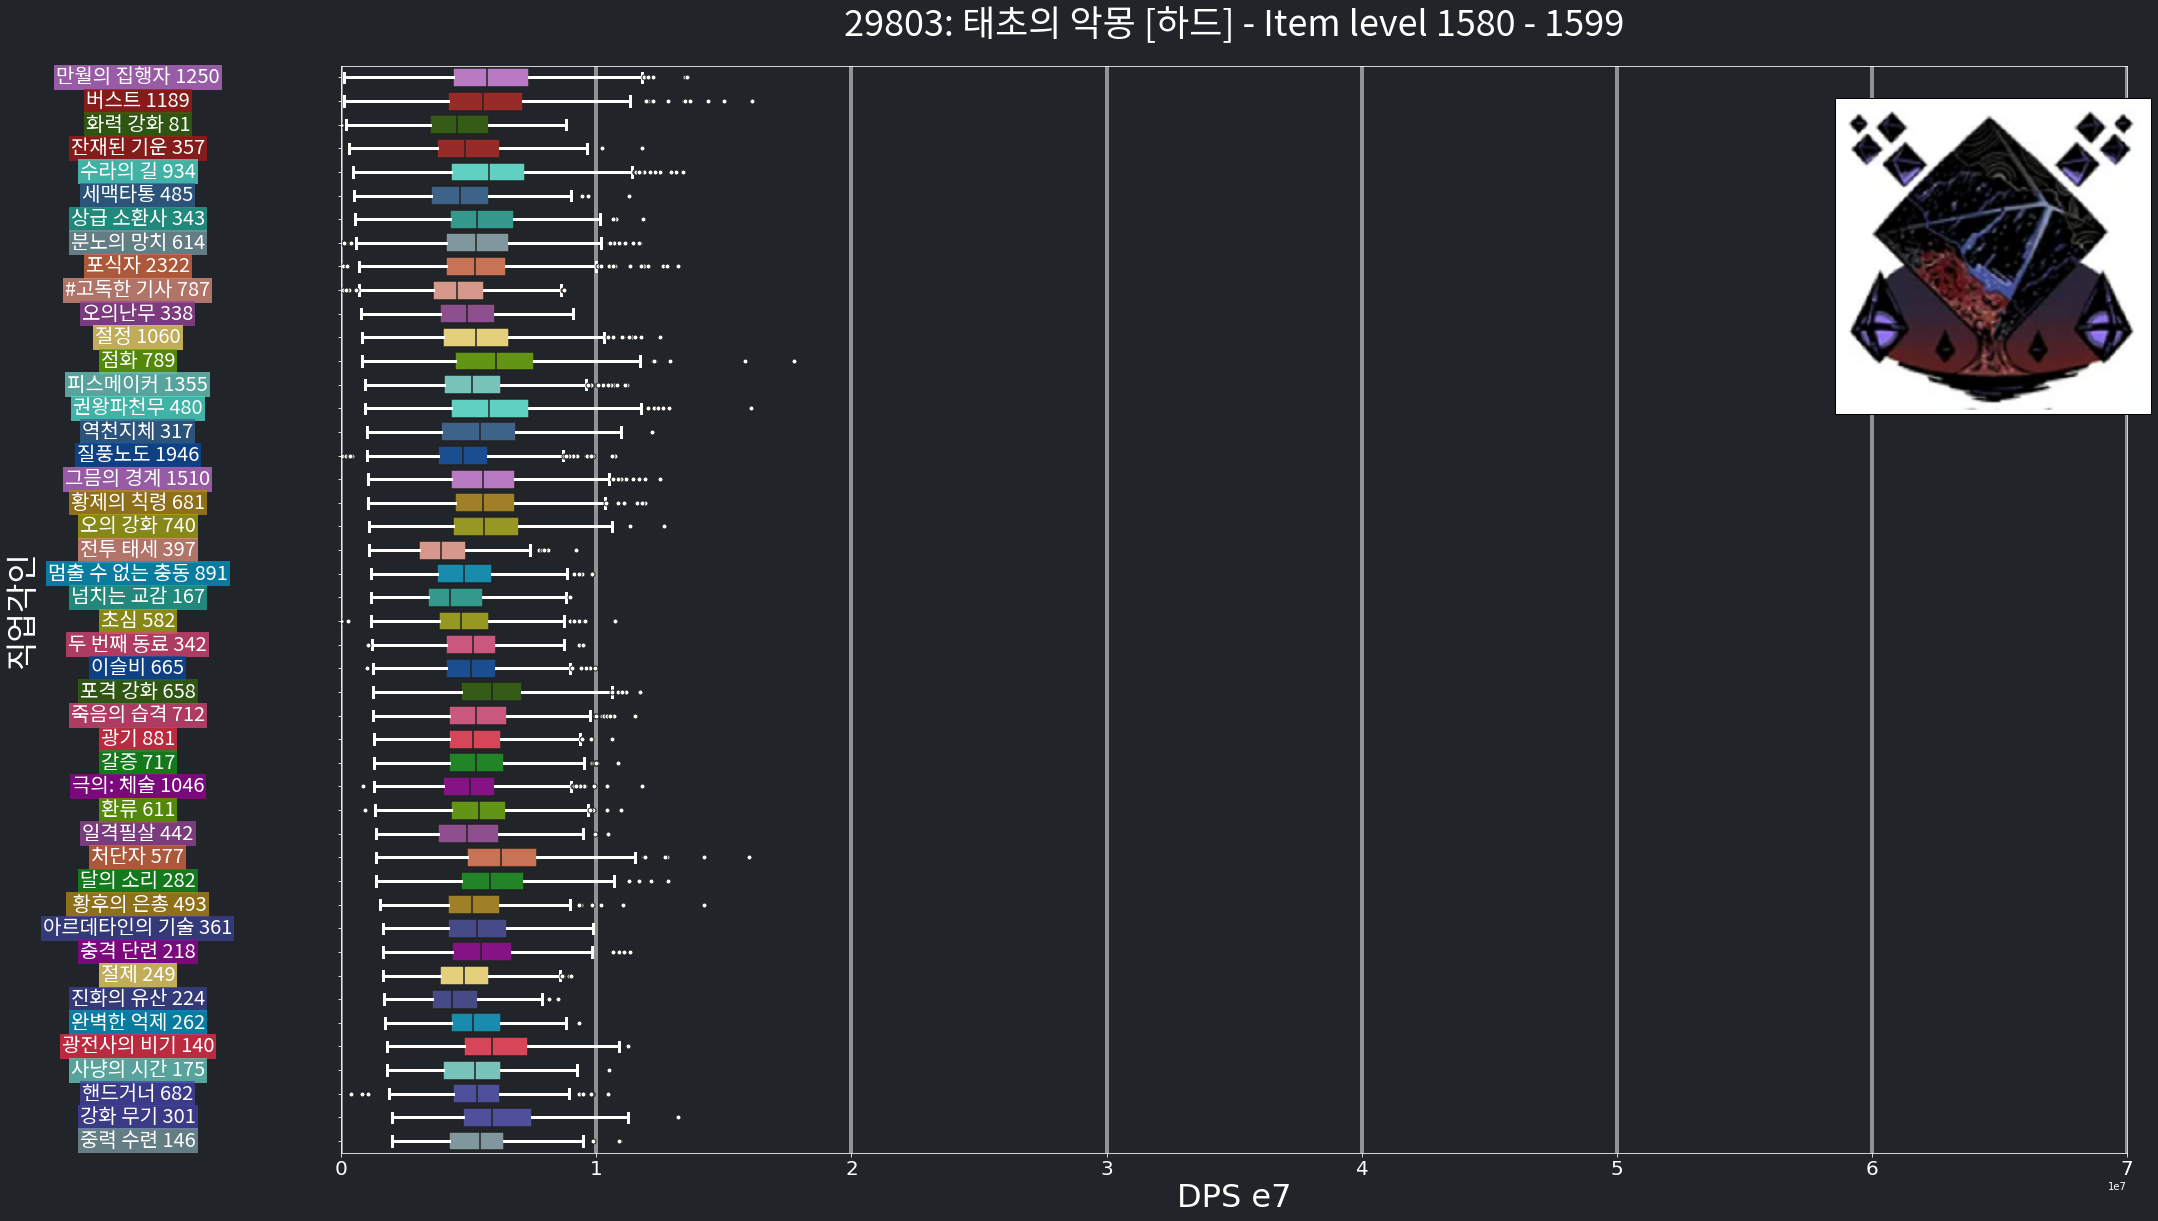 29803: 태초의 악몽 [하드] - Item level 1580 - 1599
만월의 집행자 1250
버스트 1189
화력 강화 81
잔재된 기운 357
수라의 길 934
세맥타통 485
상급 소환사 343
분노의 망치 614
포식자 2322
#고독한 기사 787
오의난무 338
절정 1060
점화 789
피스메이커 1355
권왕파천무 480
역천지체 317
질풍노도 1946
그믐의 경계 1510
황제의 칙령 681
오의 강화 740
전투 태세 397
멈출 수 없는 충동 891
넘치는 교감 167
초심 582
두 번째 동료 342
이슬비 665
포격 강화 658
죽음의 습격 712
광기 881
갈증 717
극의: 체술 1046
환류 611
일격필살 442
처단자 577
달의 소리 282
황후의 은총 493
아르데타인의 기술 361
충격 단련 218
절제 249
진화의 유산 224
완벽한 억제 262
광전사의 비기 140
사냥의 시간 175
핸드거너 682
강화 무기 301
중력 수련 146
직업각인
0 1 2 3 4 5 6 7
1e7
DPS e7